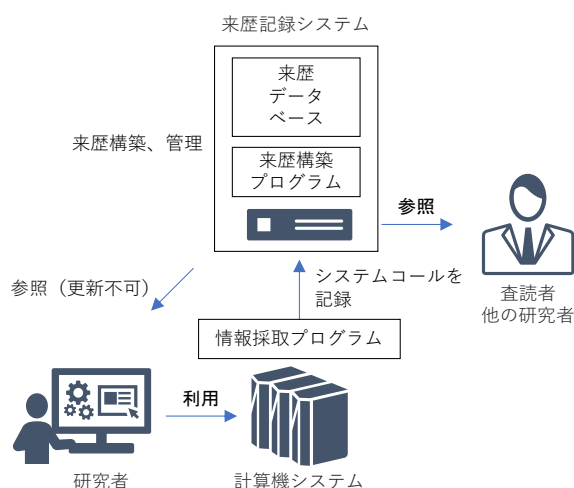 来歴記録システム
来歴
データ
ベース
来歴構築、管理
来歴構築
プログラム
参照
参照（更新不可）
システムコールを
記録
査読者
他の研究者
情報採取プログラム
利用
研究者
計算機システム